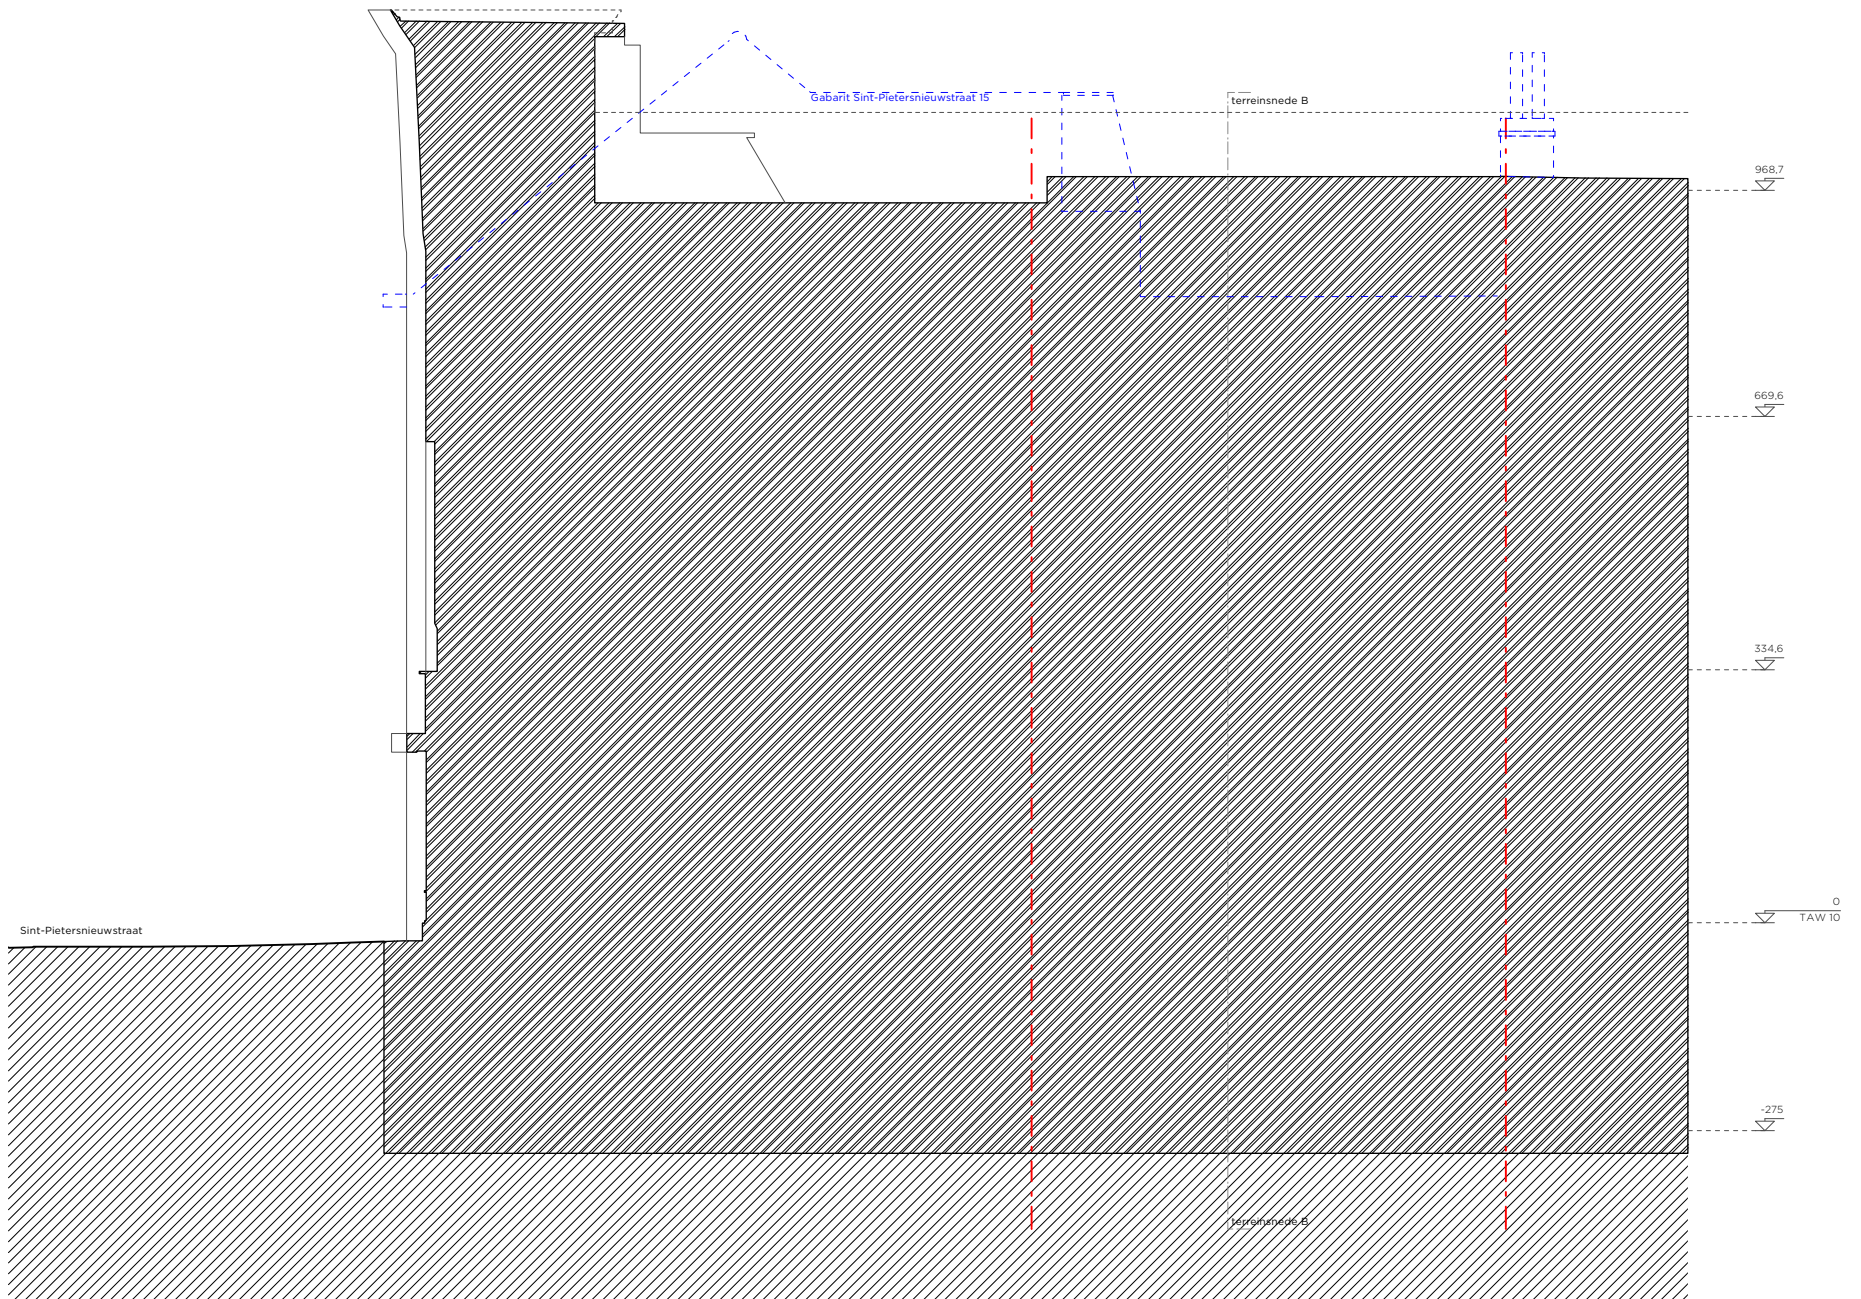 Gabarit Sint-Pietersnieuwstraat 15
terreinsnede B
968,7
669,6
334,6
0
TAW 10
Sint-Pietersnieuwstraat
-275
terreinsnede B